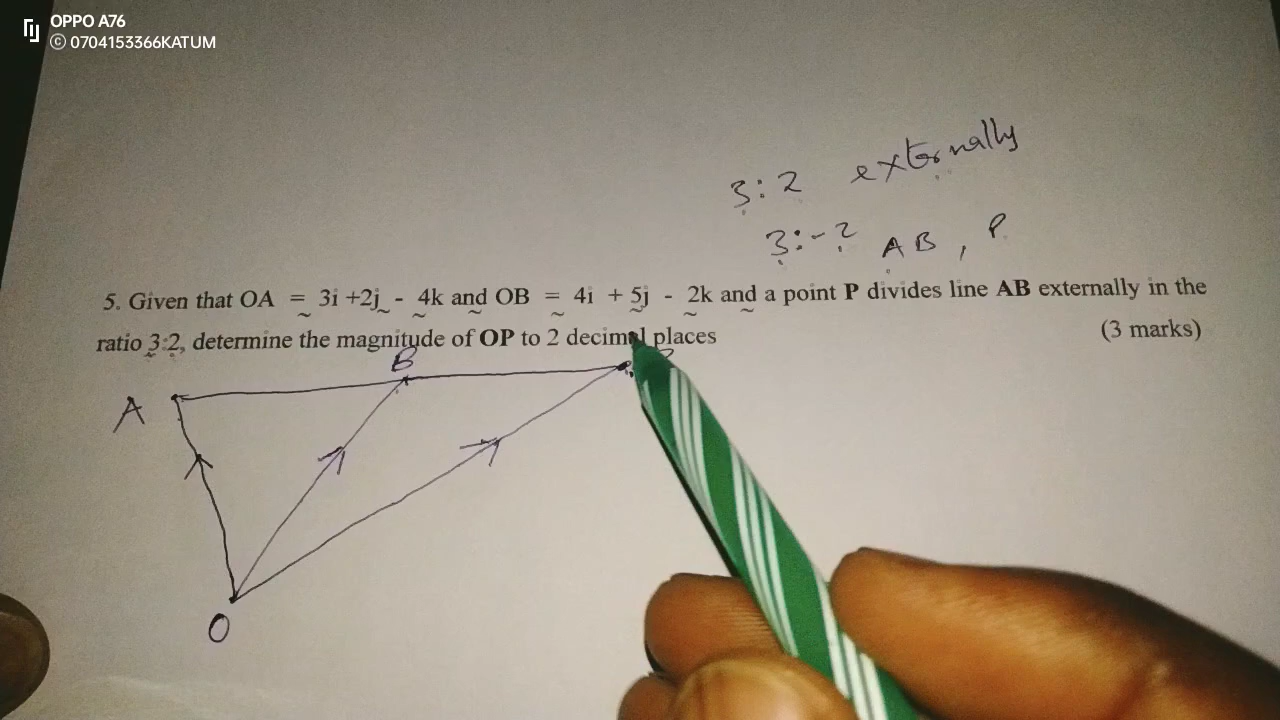 OPPO A76
© 0704153366KATUM
3:2 externally
3:-2 AB, P
5. Given that OA = 3i +2j - 4k and OB = 4i + 5j - 2k and a point P divides line AB externally in the
ratio 3:2, determine the magnitude of OP to 2 decimal places (3 marks)
B
A
O